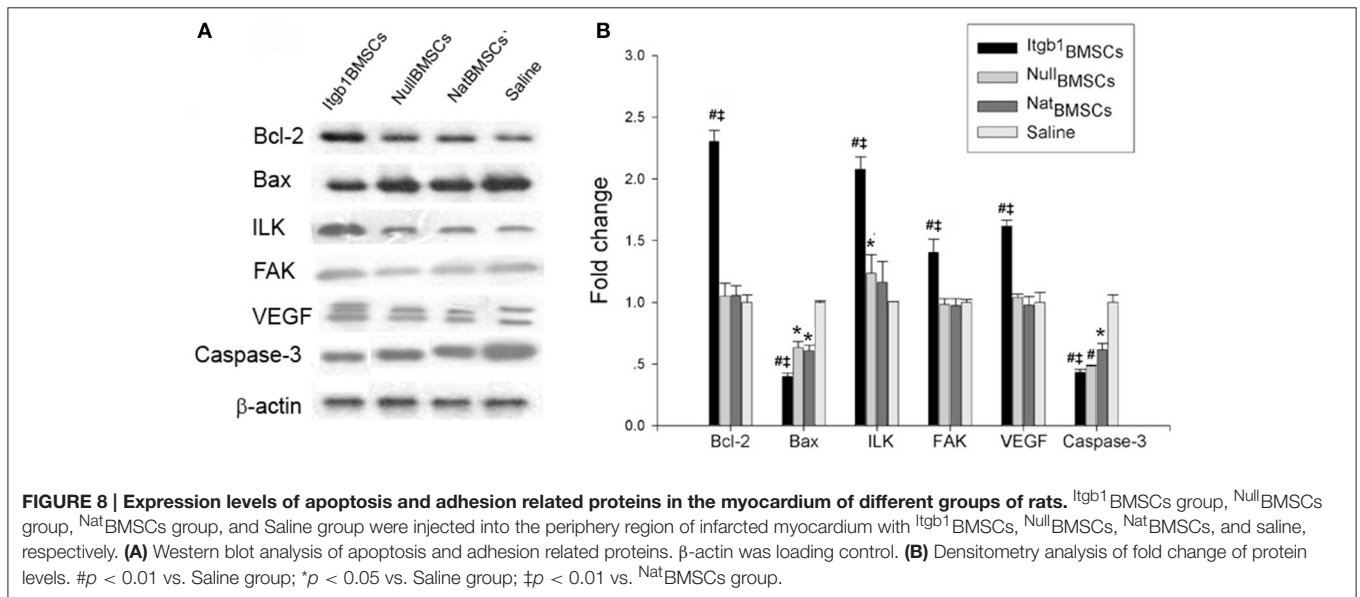 A
Itgb1BMSCs NullBMSCs NatBMSCs Saline
Bcl-2
Bax
ILK
FAK
VEGF
Caspase-3
β-actin
B
Itgb1BMSCs
NullBMSCs
NatBMSCs
Saline
Fold change
3.0
2.5
2.0
1.5
1.0
.5
0.0
#‡
#‡
* *
#‡
*
#‡
#‡
#‡ # *
Bcl-2 Bax ILK FAK VEGF Caspase-3
FIGURE 8 | Expression levels of apoptosis and adhesion related proteins in the myocardium of different groups of rats. Itgb1BMSCs group, NullBMSCs
group, NatBMSCs group, and Saline group were injected into the periphery region of infarcted myocardium with Itgb1BMSCs, NullBMSCs, NatBMSCs, and saline,
respectively. (A) Western blot analysis of apoptosis and adhesion related proteins. β-actin was loading control. (B) Densitometry analysis of fold change of protein
levels. #p < 0.01 vs. Saline group; *p < 0.05 vs. Saline group; ‡p < 0.01 vs. NatBMSCs group.